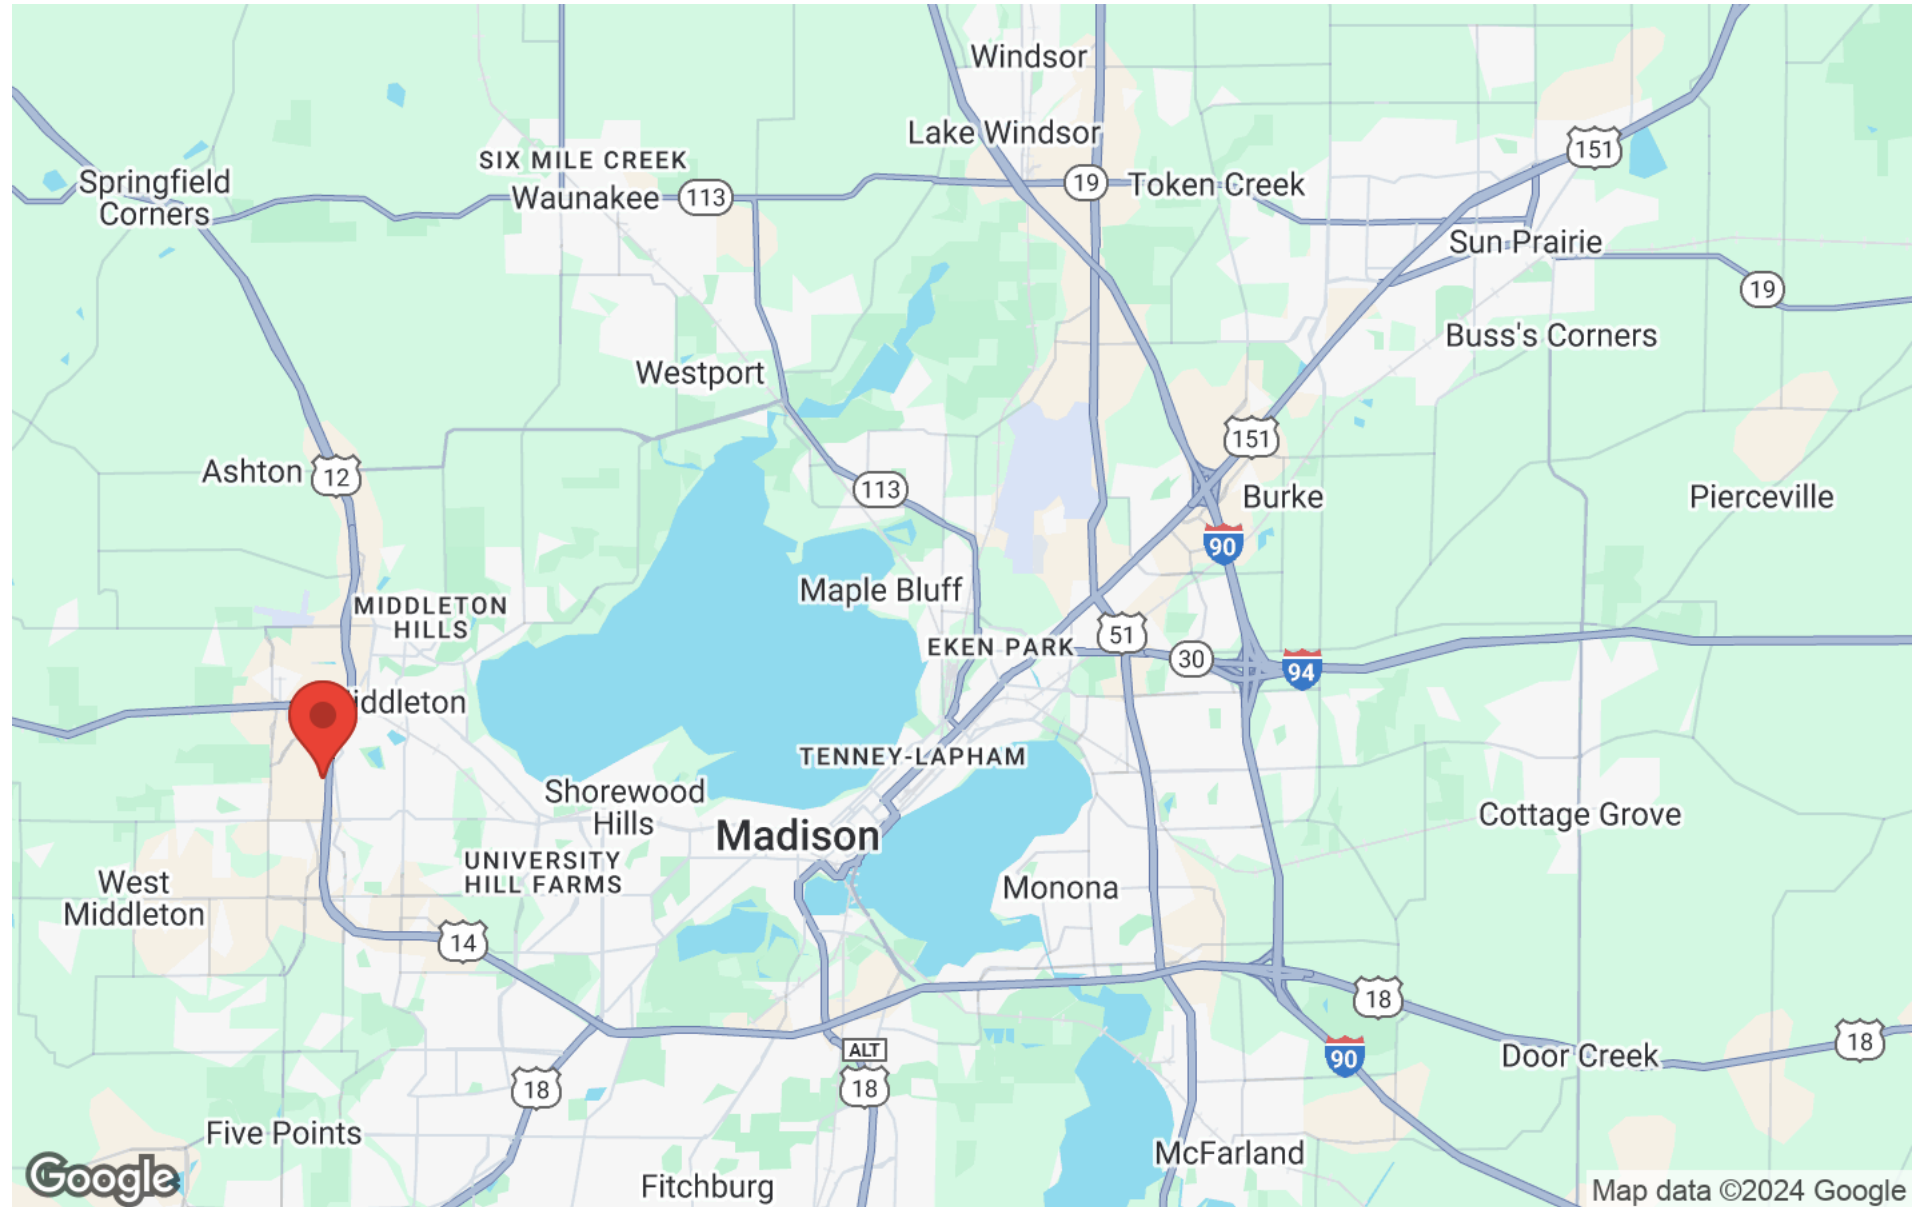 Windsor
Lake Windsor
151
SIX MILE CREEK
Springfield
Corners
Waunakee
113
19
Token Creek
Sun Prairie
19
Buss's Corners
Westport
151
Ashton
12
113
Burke
Pierceville
90
Maple Bluff
MIDDLETON
HILLS
51
EKEN PARK
30
94
iddleton
TENNEY-LAPHAM
Shorewood
Hills
Madison
Cottage Grove
UNIVERSITY
HILL FARMS
West
Middleton
Monona
14
18
18
ALT
18
90
Door Creek
18
Five Points
McFarland
Fitchburg
Google
Map data ©2024 Google